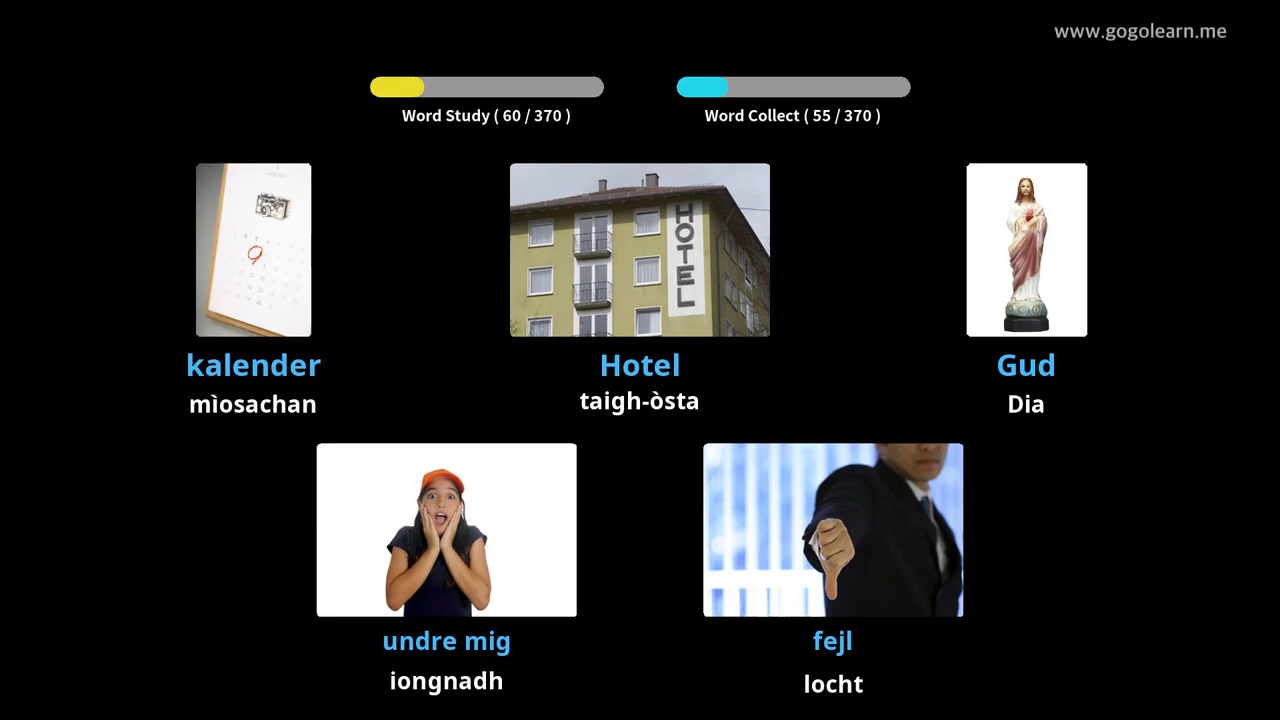 www.gogolearn.me
Word Study ( 60 / 370 )
Word Collect ( 55 / 370 )
HOTEL
kalender
Hotel
Gud
mìosachan
taigh-òsta
Dia
undre mig
fejl
iongnadh
locht